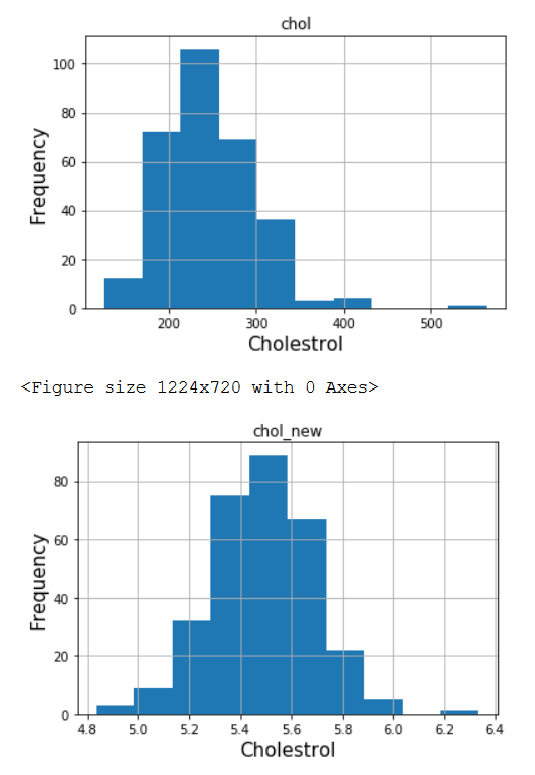 chol
100
80
60
40
20
0
Frequency
200 300 400 500
Cholestrol
<Figure size 1224x720 with 0 Axes>
chol_new
80
60
40
20
0
Frequency
4.8 5.0 5.2 5.4 5.6 5.8 6.0 6.2 6.4
Cholestrol